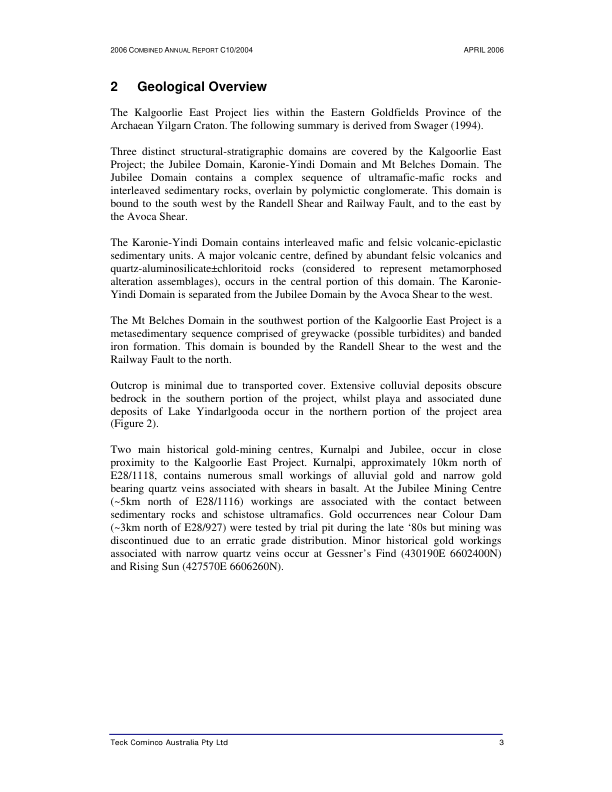 2006 COMBINED ANNUAL REPORT C10/2004 APRIL 2006
2 Geological Overview
The Kalgoorlie East Project lies within the Eastern Goldfields Province of the
Archaean Yilgarn Craton. The following summary is derived from Swager (1994).
Three distinct structural-stratigraphic domains are covered by the Kalgoorlie East
Project; the Jubilee Domain, Karonie-Yindi Domain and Mt Belches Domain. The
Jubilee Domain contains a complex sequence of ultramafic-mafic rocks and
interleaved sedimentary rocks, overlain by polymictic conglomerate. This domain is
bound to the south west by the Randell Shear and Railway Fault, and to the east by
the Avoca Shear.
The Karonie-Yindi Domain contains interleaved mafic and felsic volcanic-epiclastic
sedimentary units. A major volcanic centre, defined by abundant felsic volcanics and
quartz-aluminosilicate±chloritoid rocks (considered to represent metamorphosed
alteration assemblages), occurs in the central portion of this domain. The Karonie-
Yindi Domain is separated from the Jubilee Domain by the Avoca Shear to the west.
The Mt Belches Domain in the southwest portion of the Kalgoorlie East Project is a
metasedimentary sequence comprised of greywacke (possible turbidites) and banded
iron formation. This domain is bounded by the Randell Shear to the west and the
Railway Fault to the north.
Outcrop is minimal due to transported cover. Extensive colluvial deposits obscure
bedrock in the southern portion of the project, whilst playa and associated dune
deposits of Lake Yindarlgooda occur in the northern portion of the project area
(Figure 2).
Two main historical gold-mining centres, Kurnalpi and Jubilee, occur in close
proximity to the Kalgoorlie East Project. Kurnalpi, approximately 10km north of
E28/1118, contains numerous small workings of alluvial gold and narrow gold
bearing quartz veins associated with shears in basalt. At the Jubilee Mining Centre
(~5km north of E28/1116) workings are associated with the contact between
sedimentary rocks and schistose ultramafics. Gold occurrences near Colour Dam
(~3km north of E28/927) were tested by trial pit during the late ‘80s but mining was
discontinued due to an erratic grade distribution. Minor historical gold workings
associated with narrow quartz veins occur at Gessner's Find (430190E 6602400N)
and Rising Sun (427570E 6606260N).
Teck Cominco Australia Pty Ltd 3